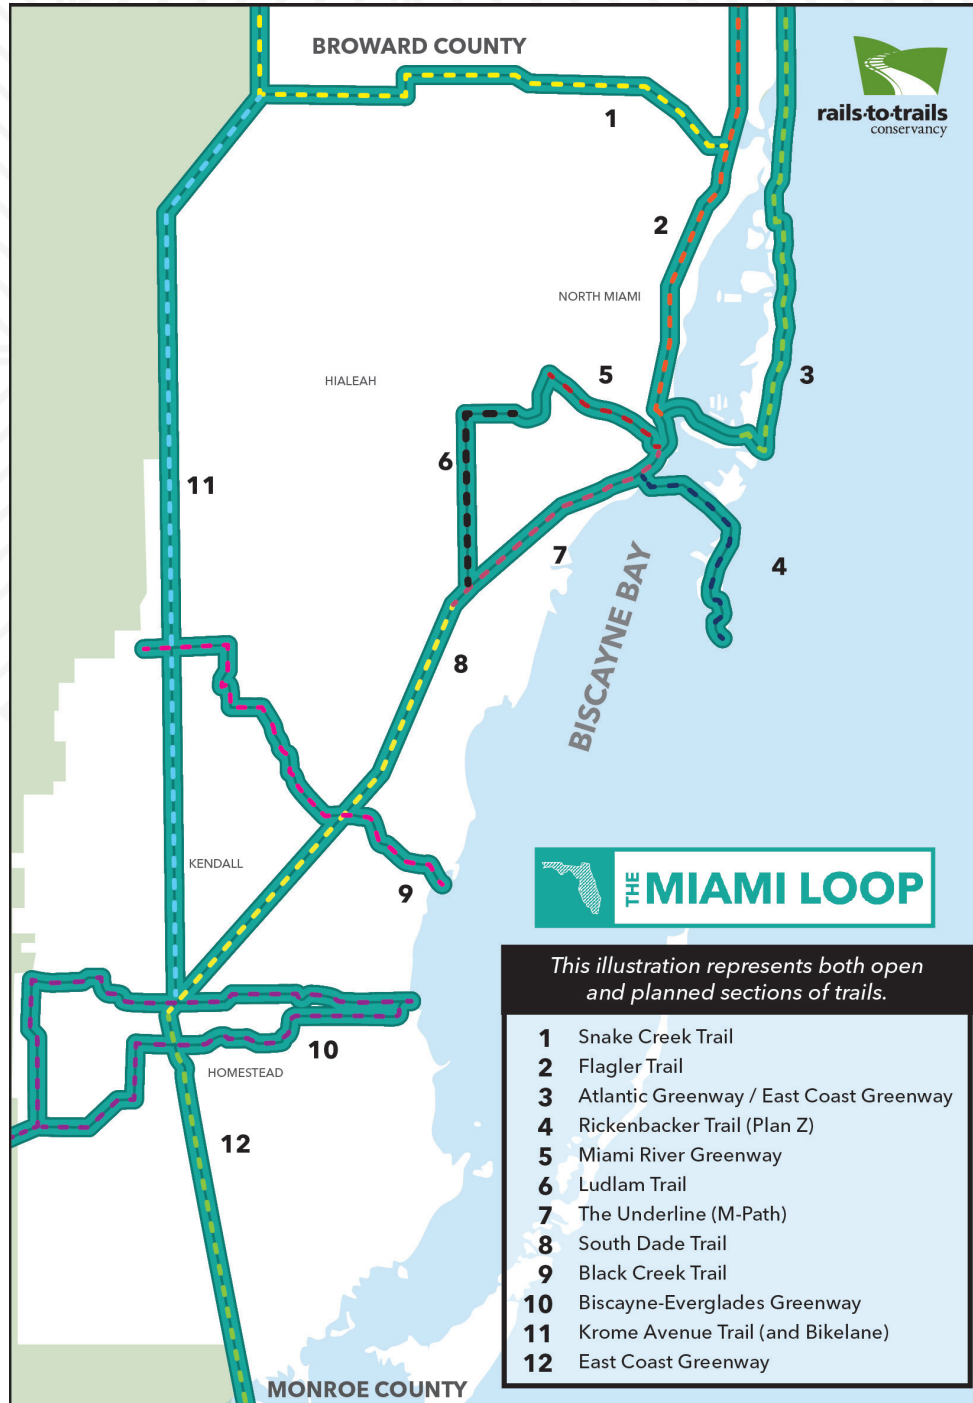 BROWARD COUNTY
rails·to·trails
conservancy
1
2
NORTH MIAMI
HIALEAH
5
3
6
11
7
4
BISCAYNE BAY
8
KENDALL
9
THE MIAMI LOOP
10
HOMESTEAD
12
MONROE COUNTY
This illustration represents both open
and planned sections of trails.
1 Snake Creek Trail
2 Flagler Trail
3 Atlantic Greenway / East Coast Greenway
4 Rickenbacker Trail (Plan Z)
5 Miami River Greenway
6 Ludlam Trail
7 The Underline (M-Path)
8 South Dade Trail
9 Black Creek Trail
10 Biscayne-Everglades Greenway
11 Krome Avenue Trail (and Bikelane)
12 East Coast Greenway